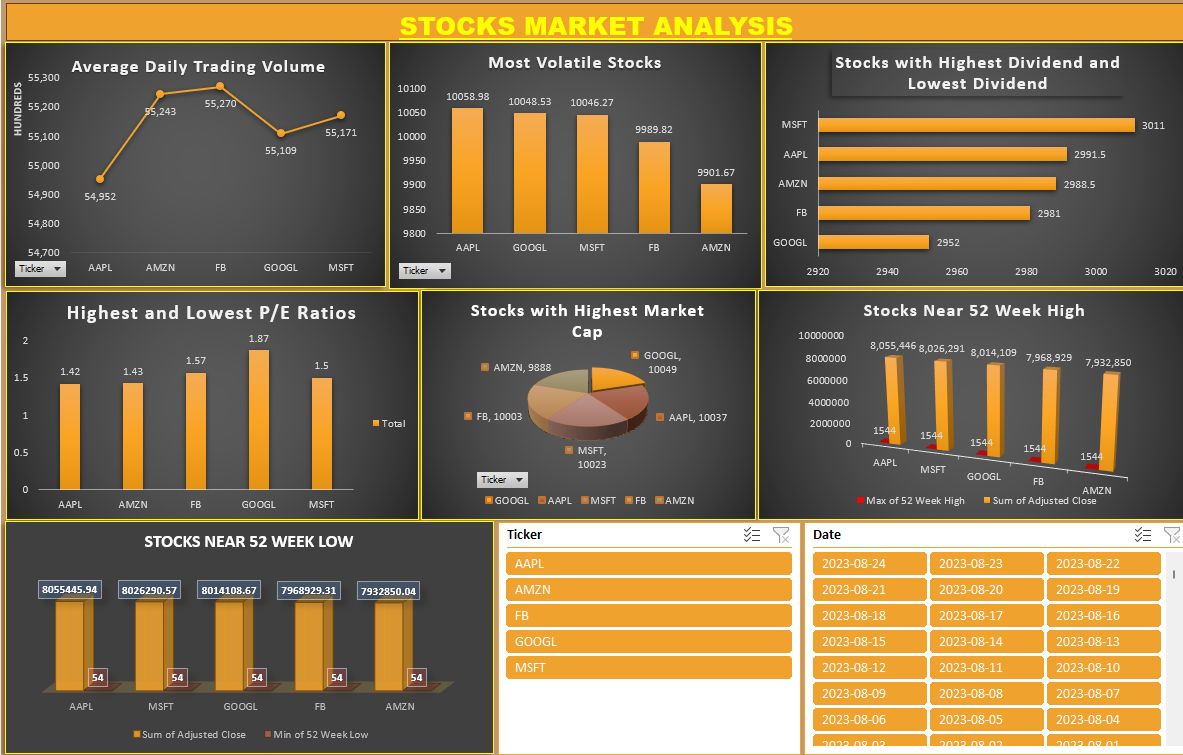 STOCKS MARKET ANALYSIS
Average Daily Trading Volume
HUNDREDS
55,300
55,200
55,100
55,000
54,900
54,800
54,700
54,952
55,243
55,270
55,109
55,171
AAPL AMZN FB GOOGL MSFT
Ticker
Most Volatile Stocks
10100
10050
10000
9950
9900
9850
9800
10058.98
10048.53
10046.27
9989.82
9901.67
AAPL GOOGL MSFT FB AMZN
Ticker
Stocks with Highest Dividend and
Lowest Dividend
MSFT 3011
AAPL 2991.5
AMZN 2988.5
FB 2981
GOOGL 2952
2920 2940 2960 2980 3000 3020
Highest and Lowest P/E Ratios
2
1.5
1
0.5
0
1.42
1.43
1.57
1.87
1.5
AAPL AMZN FB GOOGL MSFT
Total
Stocks with Highest Market
Cap
GOOGL,
10049
AAPL, 10037
MSFT,
10023
FB, 10003
AMZN, 9888
Ticker
GOOGL AAPL MSFT FB AMZN
Stocks Near 52 Week High
10000000
8000000
6000000
4000000
2000000
0
8,055,446
8,026,291
8,014,109
7,968,929
7,932,850
1544
1544
1544
1544
1544
AAPL
MSFT
GOOGL
FB
AMZN
Max of 52 Week High Sum of Adjusted Close
STOCKS NEAR 52 WEEK LOW
8055445.94 8026290.57 8014108.67 7968929.31 7932850.04
54 54 54 54 54
AAPL MSFT GOOGL FB AMZN
Sum of Adjusted Close Min of 52 Week Low
Ticker
AAPL
AMZN
FB
GOOGL
MSFT
Date
2023-08-24 2023-08-23 2023-08-22
2023-08-21 2023-08-20 2023-08-19
2023-08-18 2023-08-17 2023-08-16
2023-08-15 2023-08-14 2023-08-13
2023-08-12 2023-08-11 2023-08-10
2023-08-09 2023-08-08 2023-08-07
2023-08-06 2023-08-05 2023-08-04
2023-08-03 2023-08-02 2023-08-01